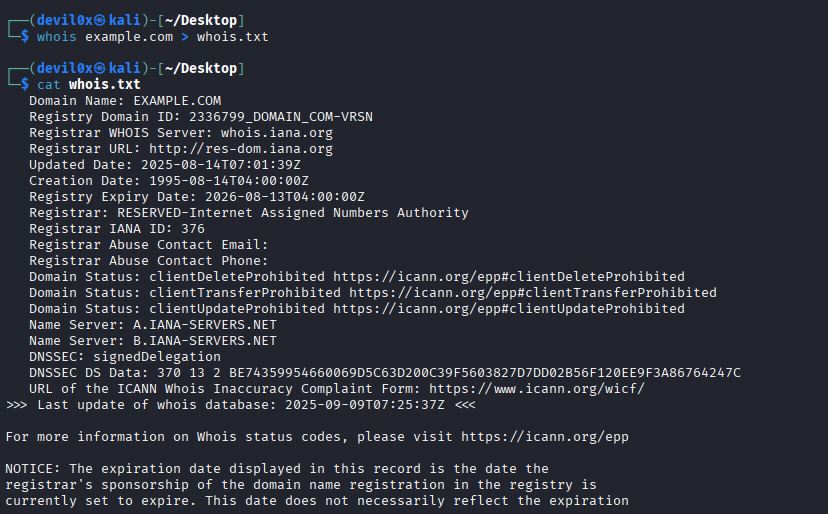 ┌──(devil0x㉿kali)-[~/Desktop]
└─$ whois example.com > whois.txt
┌──(devil0x㉿kali)-[~/Desktop]
└─$ cat whois.txt
Domain Name: EXAMPLE.COM
Registry Domain ID: 2336799_DOMAIN_COM-VRSN
Registrar WHOIS Server: whois.iana.org
Registrar URL: http://res-dom.iana.org
Updated Date: 2025-08-14T07:01:39Z
Creation Date: 1995-08-14T04:00:00Z
Registry Expiry Date: 2026-08-13T04:00:00Z
Registrar: RESERVED-Internet Assigned Numbers Authority
Registrar IANA ID: 376
Registrar Abuse Contact Email:
Registrar Abuse Contact Phone:
Domain Status: clientDeleteProhibited https://icann.org/epp#clientDeleteProhibited
Domain Status: clientTransferProhibited https://icann.org/epp#clientTransferProhibited
Domain Status: clientUpdateProhibited https://icann.org/epp#clientUpdateProhibited
Name Server: A.IANA-SERVERS.NET
Name Server: B.IANA-SERVERS.NET
DNSSEC: signedDelegation
DNSSEC DS Data: 370 13 2 BE74359954660069D5C63D200C39F5603827D7DD02B56F120EE9F3A86764247C
URL of the ICANN Whois Inaccuracy Complaint Form: https://www.icann.org/wicf/
>>> Last update of whois database: 2025-09-09T07:25:37Z <<<
For more information on Whois status codes, please visit https://icann.org/epp
NOTICE: The expiration date displayed in this record is the date the
registrar's sponsorship of the domain name registration in the registry is
currently set to expire. This date does not necessarily reflect the expiration